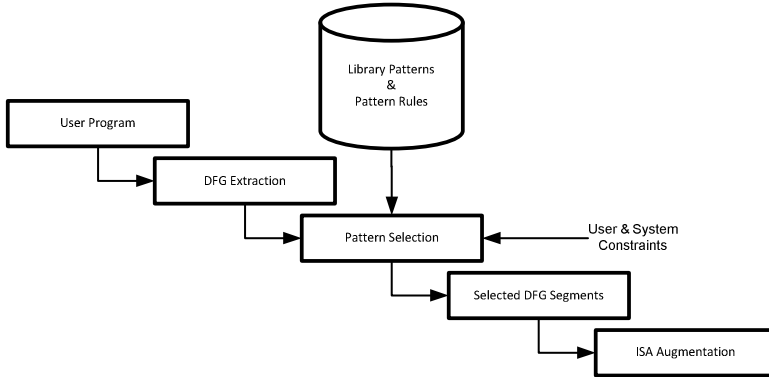 Library Patterns
&
Pattern Rules
User Program
DFG Extraction
Pattern Selection
User & System
Constraints
Selected DFG Segments
ISA Augmentation